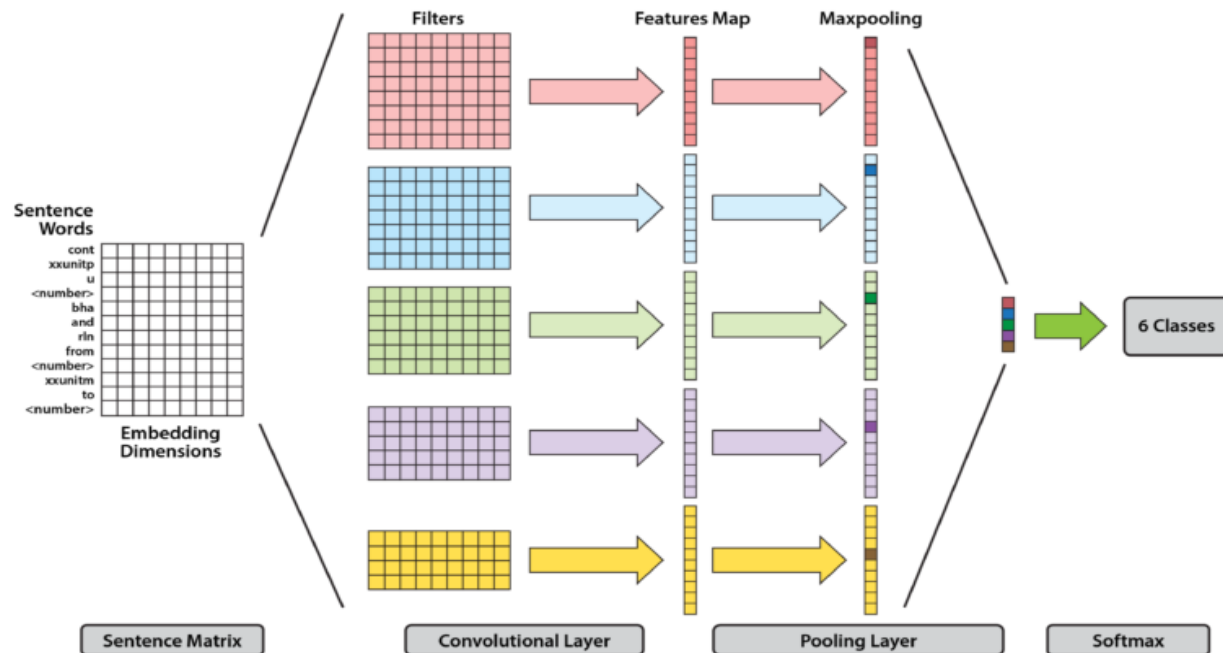 Filters
Features Map
Maxpooling
Sentence
Words
cont
xxunitp
u
<number>
bha
and
rln
from
<number>
xxunitm
to
<number>
Embedding
Dimensions
6 Classes
Sentence Matrix
Convolutional Layer
Pooling Layer
Softmax